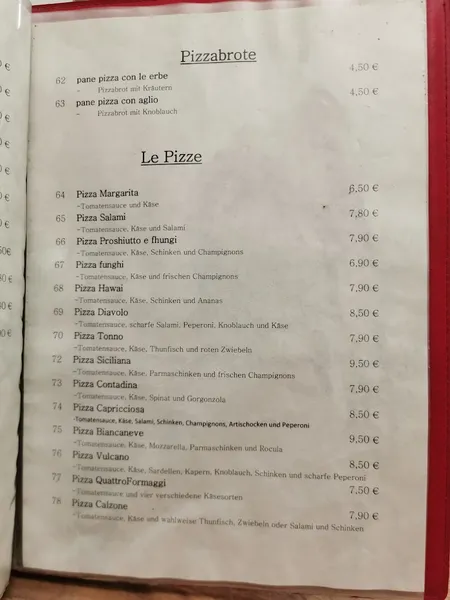 Pizzabrote
62 pane pizza con le erbe 4,50 €
- Pizzabrot mit Kräutern
63 pane pizza con aglio 4,50 €
- Pizzabrot mit Knoblauch
Le Pizze
64 Pizza Margarita 6,50 €
-Tomatensauce und Käse
65 Pizza Salami 7,80 €
-Tomatensauce, Käse und Salami
66 Pizza Proshiutto e fhungi 7,90 €
-Tomatensauce, Käse, Schinken und Champignons
67 Pizza funghi 6,90 €
-Tomatensauce, Käse und frischen Champignons
68 Pizza Hawai 7,90 €
-Tomatensauce, Käse, Schinken und Ananas
69 Pizza Diavolo 8,50 €
-Tomatensauce, scharfe Salami, Peperoni, Knoblauch und Käse
70 Pizza Tonno 7,90 €
-Tomatensauce, Käse, Thunfisch und roten Zwiebeln
72 Pizza Siciliana 9,50 €
-Tomatensauce, Käse, Parmaschinken und frischen Champignons
73 Pizza Contadina 7,90 €
-Tomatensauce, Käse, Spinat und Gorgonzola
74 Pizza Capricciosa 8,50 €
-Tomatensauce, Käse, Salami, Schinken, Champignons, Artischocken und Peperoni
75 Pizza Biancaneve 9,50 €
-Tomatensauce, Käse, Mozzarella, Parmaschinken und Rocula
76 Pizza Vulcano 8,50 €
-Tomatensauce, Käse, Sardellen, Kapern, Knoblauch, Schinken und scharfe Peperoni
77 Pizza QuattroFormaggi 7,50 €
-Tomatensauce und vier verschiedene Käsesorten
78 Pizza Calzone 7,90 €
-Tomatensauce, Käse und wahlweise Thunfisch, Zwiebeln oder Salami und Schinken